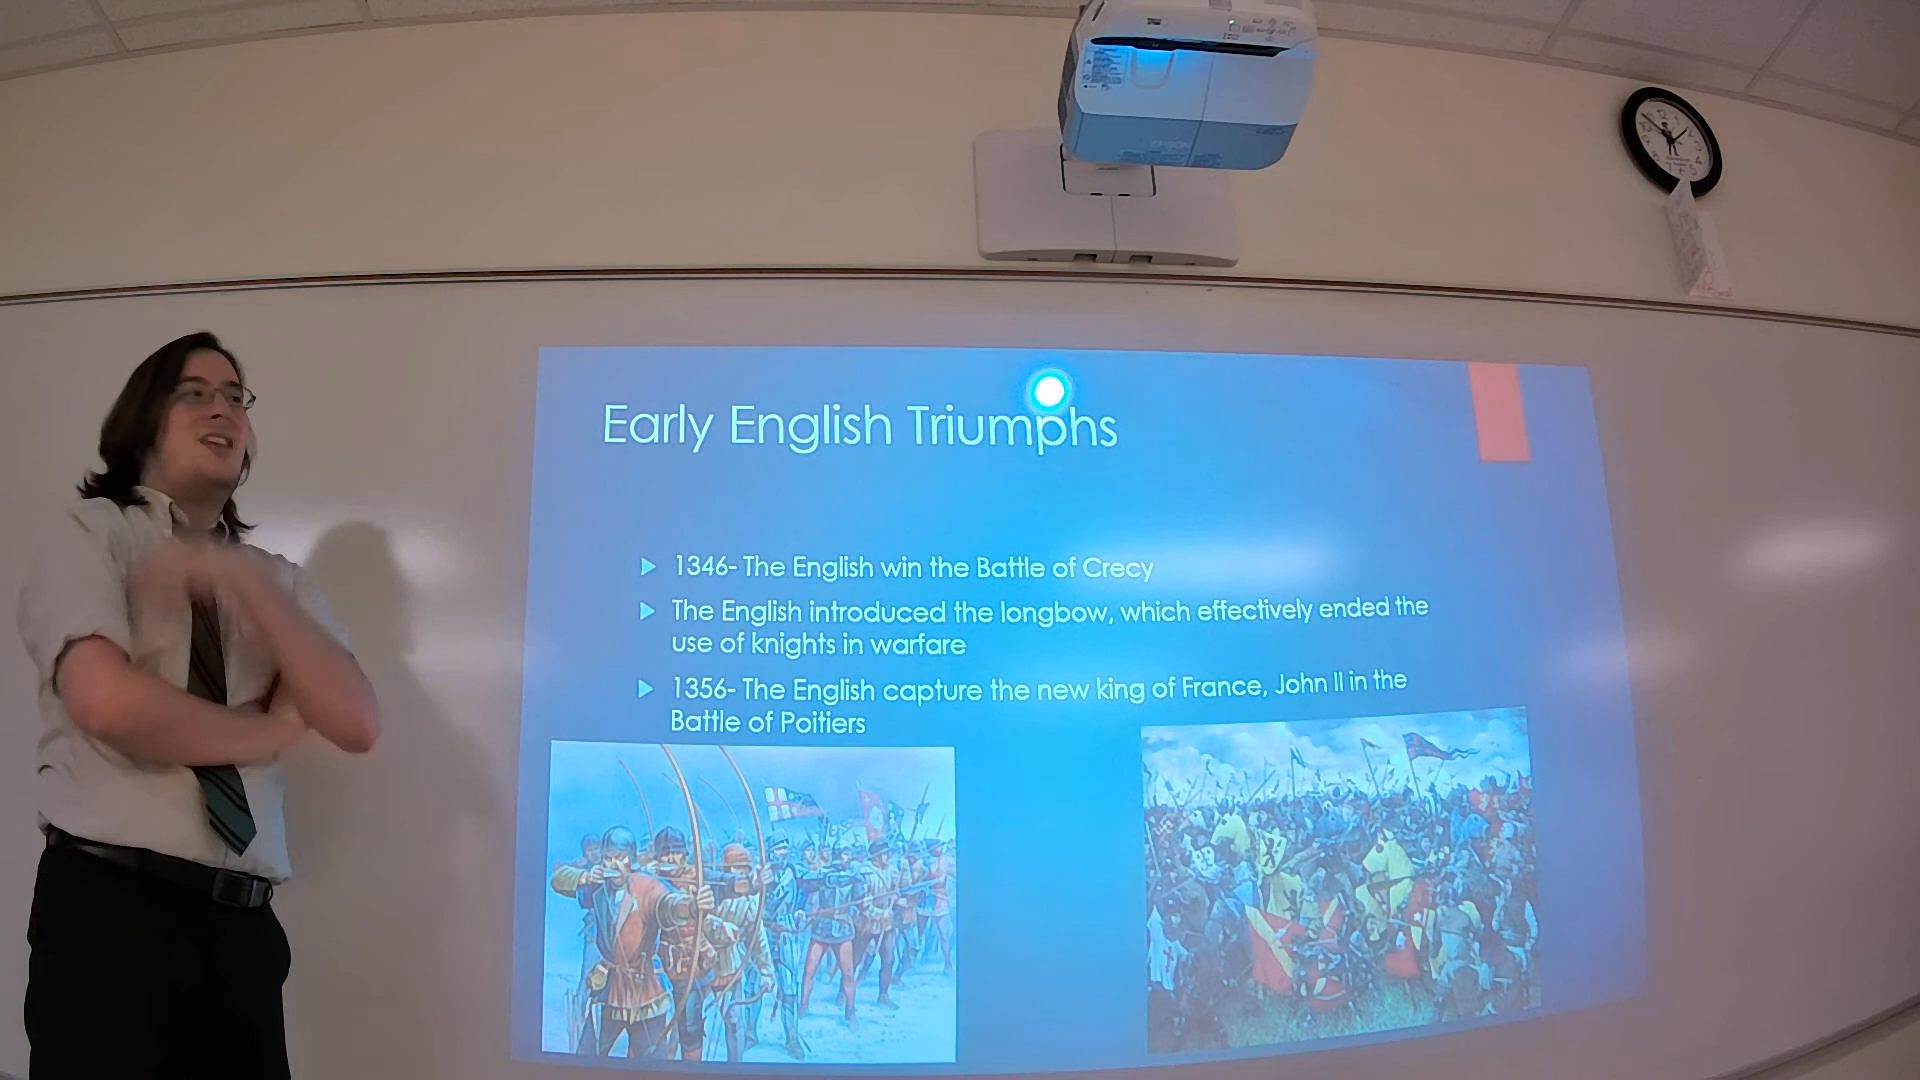 EPSON
Early English Triumphs
1346- The English win the Battle of Crecy
The English introduced the longbow, which effectively ended the
use of knights in warfare
1356- The English capture the new king of France, John II in the
Battle of Poitiers